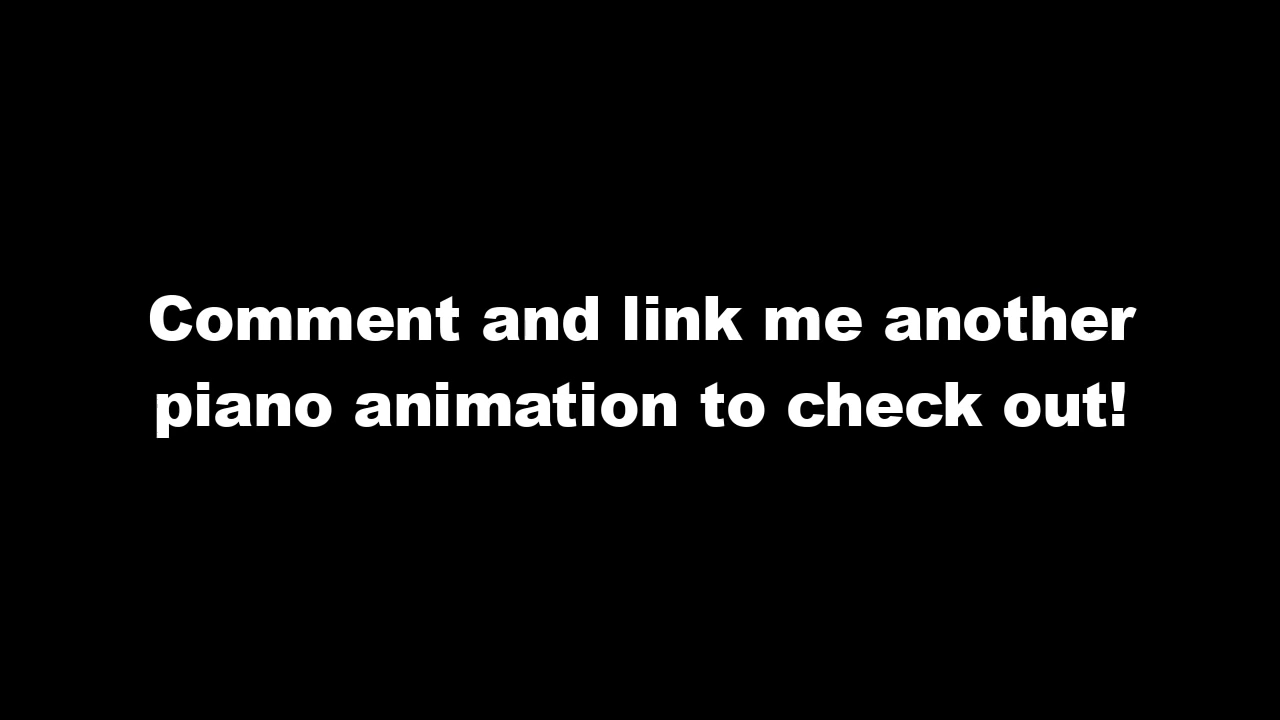 Comment and link me another
piano animation to check out!